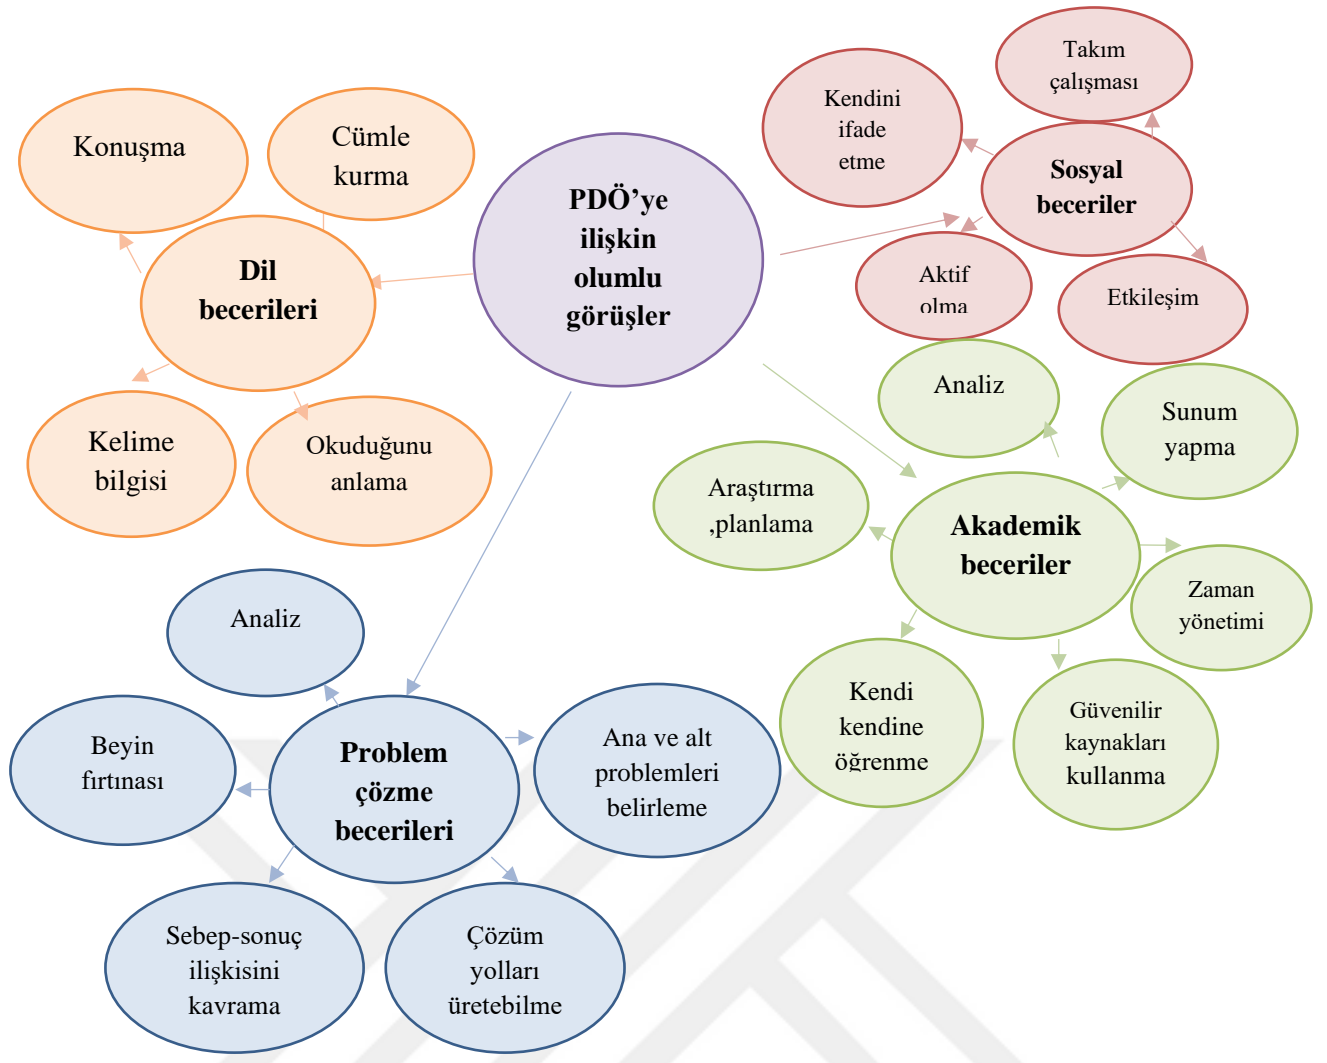 Konuşma
Cümle
kurma
Dil
becerileri
Kelime
bilgisi
Okuduğunu
anlama
PDÖ’ye
ilişkin
olumlu
görüşler
Takım
çalışması
Kendini
ifade
etme
Sosyal
beceriler
Aktif
olma
Etkileşim
Analiz
Sunum
yapma
Araştırma
,planlama
Akademik
beceriler
Zaman
yönetimi
Kendi
kendine
öğrenme
Güvenilir
kaynakları
kullanma
Analiz
Beyin
fırtınası
Problem
çözme
becerileri
Ana ve alt
problemleri
belirleme
Sebep-sonuç
ilişkisini
kavrama
Çözüm
yolları
üretebilme